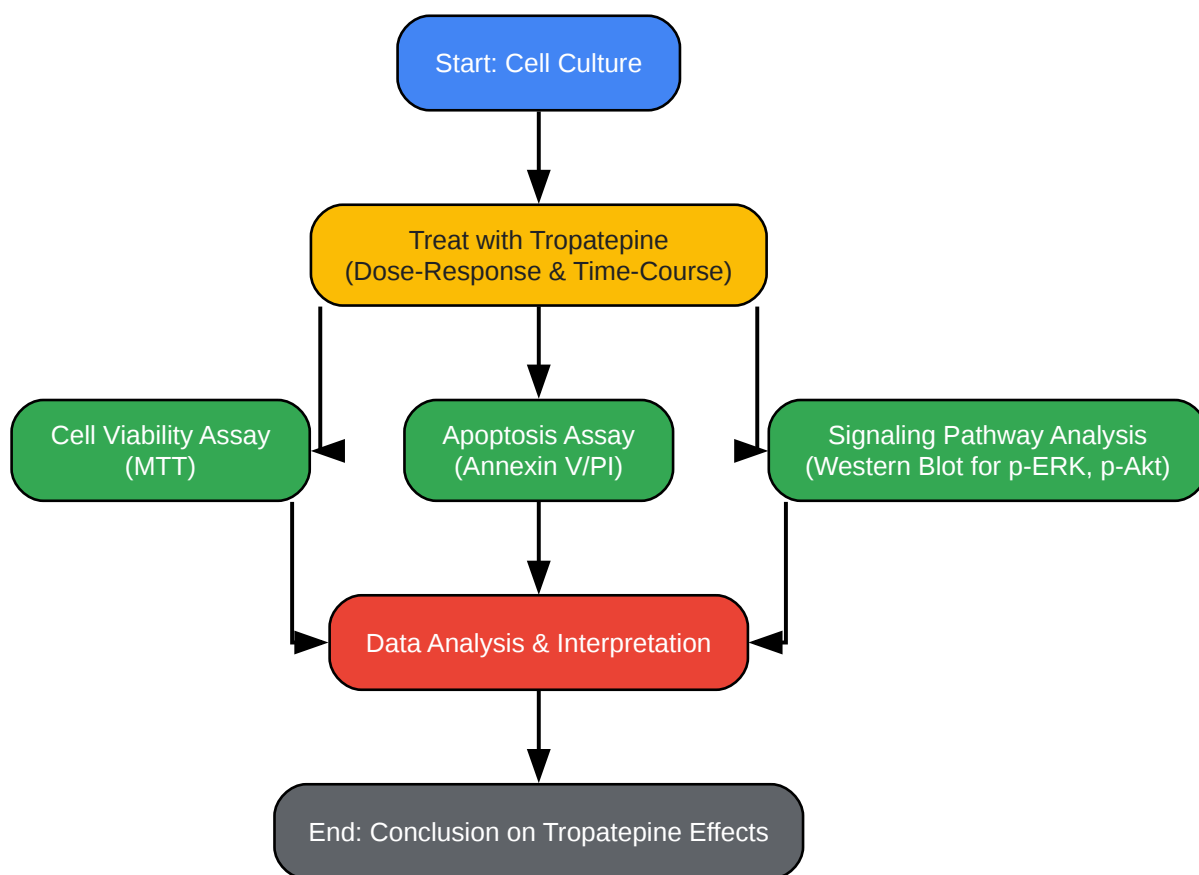 Start: Cell Culture
Treat with Tropatepine
(Dose-Response & Time-Course)
Cell Viability Assay
(MTT)
Apoptosis Assay
(Annexin V/PI)
Signaling Pathway Analysis
(Western Blot for p-ERK, p-Akt)
Data Analysis & Interpretation
End: Conclusion on Tropatepine Effects